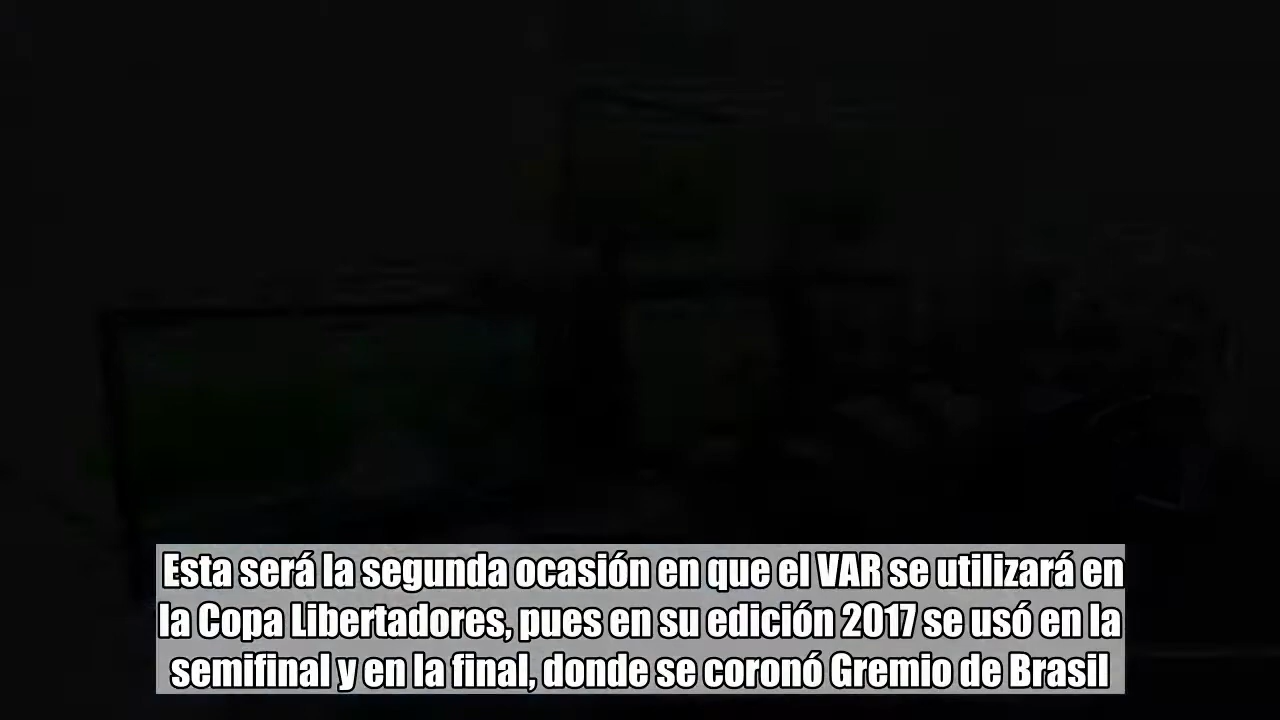 Esta será la segunda ocasión en que el VAR se utilizará en
la Copa Libertadores, pues en su edición 2017 se usó en la
semifinal y en la final, donde se coronó Gremio de Brasil